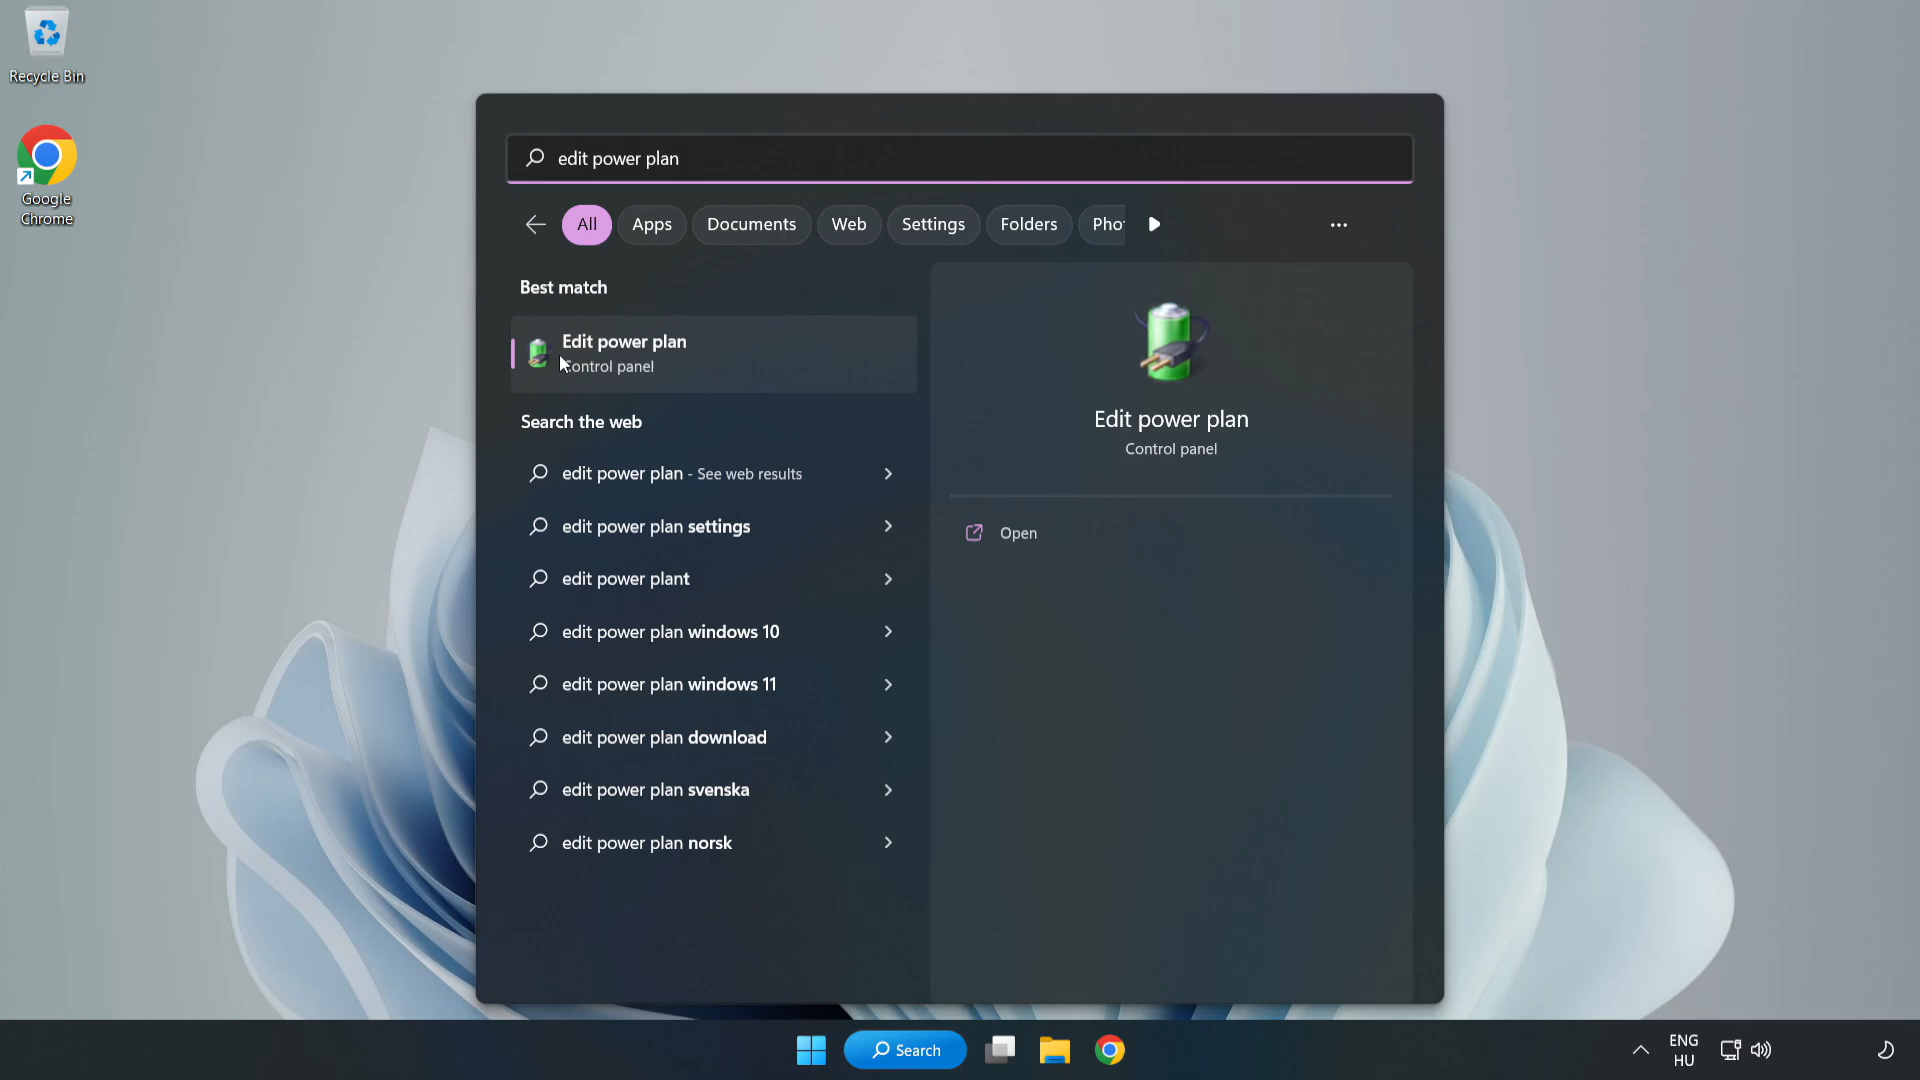 Recycle Bin
Google
Chrome
edit power plan
All
Apps
Documents
Web
Settings
Folders
Best match
Edit power plan
Control panel
Search the web
edit power plan - See web results
edit power plan settings
edit power plant
edit power plan windows 10
edit power plan windows 11
edit power plan download
edit power plan svenska
edit power plan norsk
Edit power plan
Control panel
Open
Search
ENG
HU